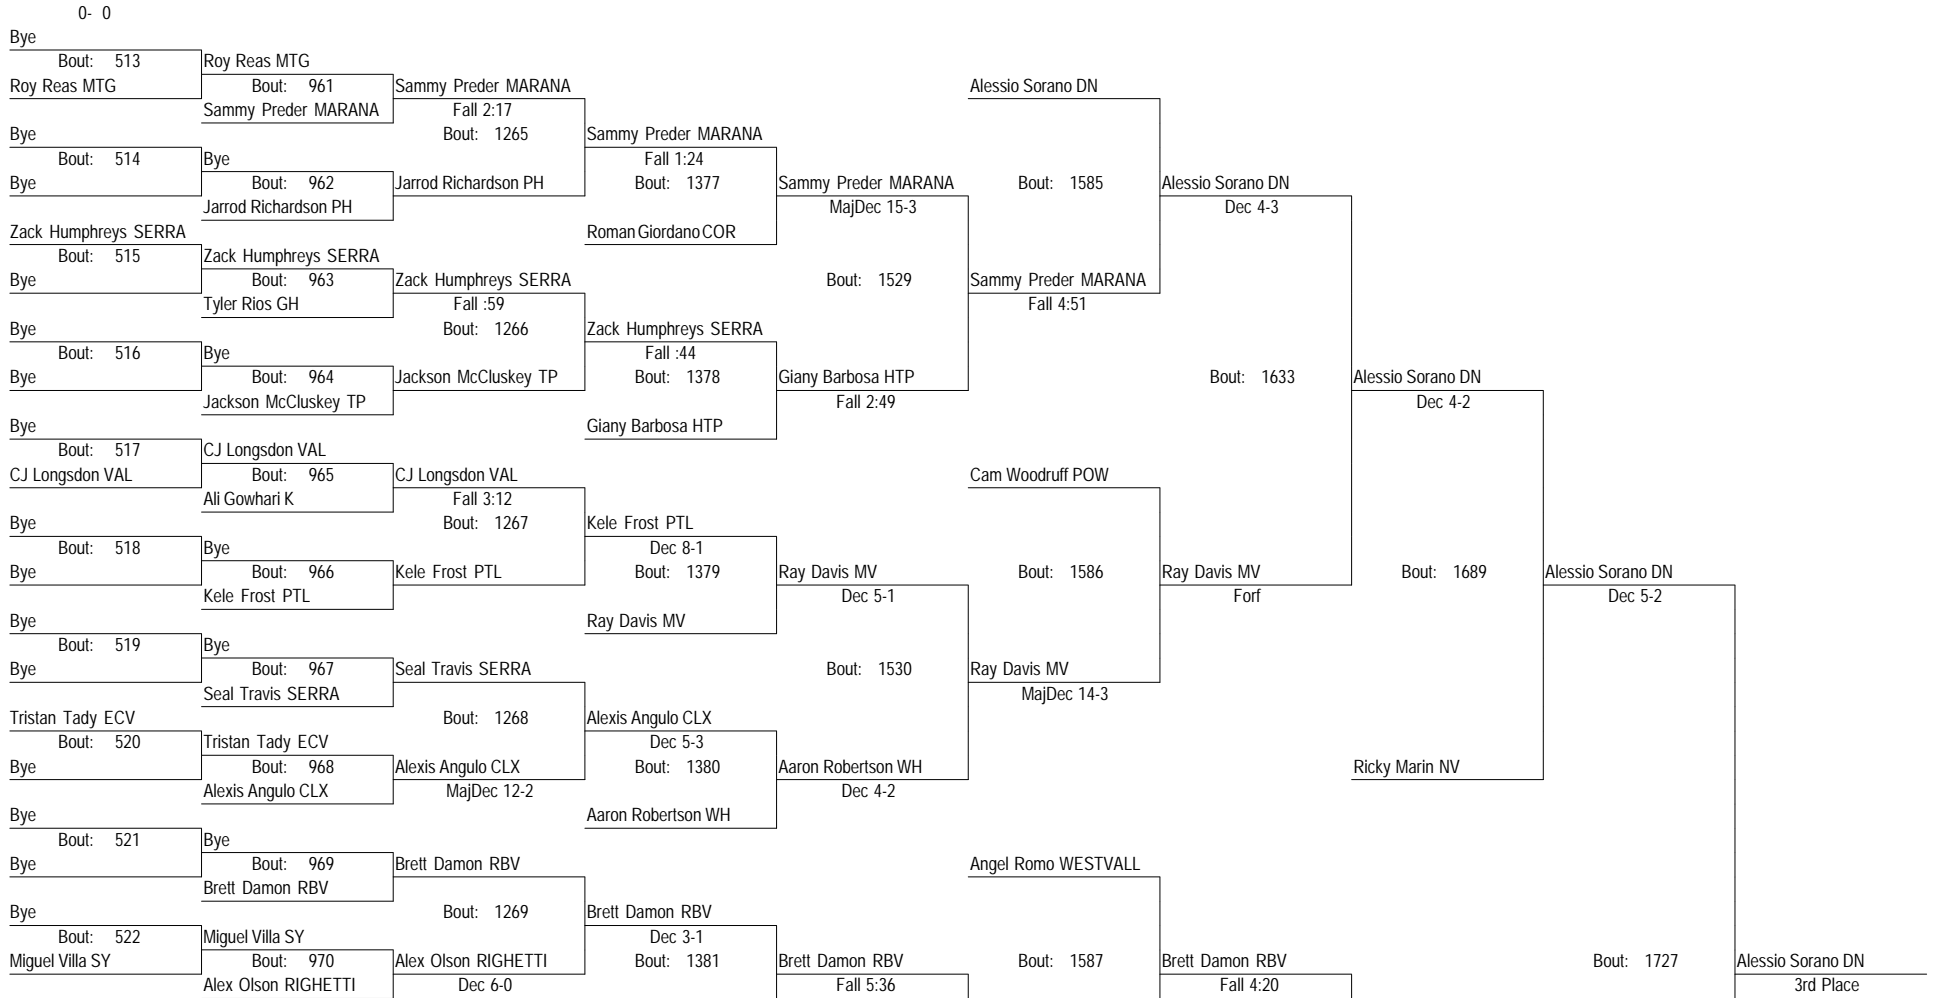 0- 0
Bye
Bout: 513 Roy Reas MTG
Roy Reas MTG Bout: 961 Sammy Preder MARANA Alessio Sorano DN
Sammy Preder MARANA Fall 2:17
Bye Bout: 1265 Sammy Preder MARANA
Bout: 514 Bye Fall 1:24
Bye Bout: 962 Jarrod Richardson PH Bout: 1377 Sammy Preder MARANA Bout: 1585 Alessio Sorano DN
Jarrod Richardson PH MajDec 15-3 Dec 4-3
Zack Humphreys SERRA Roman Giordano COR
Bout: 515 Zack Humphreys SERRA
Bye Bout: 963 Zack Humphreys SERRA Bout: 1529 Sammy Preder MARANA
Tyler Rios GH Fall :59 Fall 4:51
Bye Bout: 1266 Zack Humphreys SERRA
Bout: 516 Bye Fall :44
Bye Bout: 964 Jackson McCluskey TP Bout: 1378 Giany Barbosa HTP Bout: 1633 Alessio Sorano DN
Jackson McCluskey TP Fall 2:49 Dec 4-2
Bye Giany Barbosa HTP
Bout: 517 CJ Longsdon VAL
CJ Longsdon VAL Bout: 965 CJ Longsdon VAL Cam Woodruff POW
Ali Gowhari K Fall 3:12
Bye Bout: 1267 Kele Frost PTL
Bout: 518 Bye Dec 8-1
Bye Bout: 966 Kele Frost PTL Bout: 1379 Ray Davis MV Bout: 1586 Ray Davis MV Bout: 1689 Alessio Sorano DN
Kele Frost PTL Dec 5-1 Forf Dec 5-2
Bye Ray Davis MV
Bout: 519 Bye
Bye Bout: 967 Seal Travis SERRA Bout: 1530 Ray Davis MV
Seal Travis SERRA MajDec 14-3
Tristan Tady ECV Bout: 1268 Alexis Angulo CLX
Bout: 520 Tristan Tady ECV Dec 5-3
Bye Bout: 968 Alexis Angulo CLX Bout: 1380 Aaron Robertson WH Ricky Marin NV
Alexis Angulo CLX MajDec 12-2 Dec 4-2
Bye Aaron Robertson WH
Bout: 521 Bye
Bye Bout: 969 Brett Damon RBV Angel Romo WESTVALL
Brett Damon RBV
Bye Bout: 1269 Brett Damon RBV
Bout: 522 Miguel Villa SY Dec 3-1
Miguel Villa SY Bout: 970 Alex Olson RIGHETTI Bout: 1381 Brett Damon RBV Bout: 1587 Brett Damon RBV Bout: 1727 Alessio Sorano DN
Alex Olson RIGHETTI Dec 6-0 Fall 5:36 Fall 4:20 3rd Place